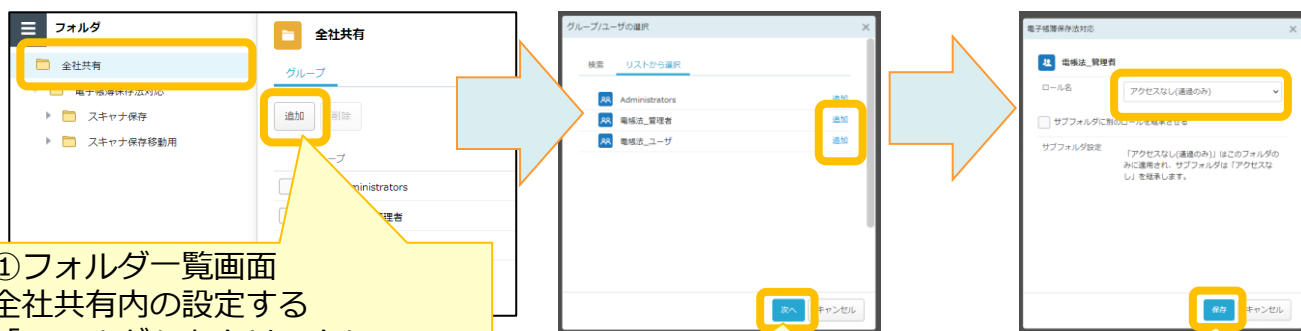 フォルダ
全社共有
電子帳簿保存法対応
スキャナ保存
スキャナ保存移動用
全社共有
グループ
追加
削除
ループ
ministrators
理者
①フォルダ一覧画面
全社共有内の設定する
グループ/ユーザの選択
検索 リストから選択
Administrators 追加
電帳法_管理者 追加
電帳法_ユーザ 追加
次へ キャンセル
電子帳簿保存法対応
電帳法_管理者
ロール名 アクセスなし(通過のみ)
サブフォルダに別のロールを継承させる
サブフォルダ設定
「アクセスなし(通過のみ)」はこのフォルダの
みに適用され、サブフォルダは「アクセスな
し」を継承します。
保存 キャンセル